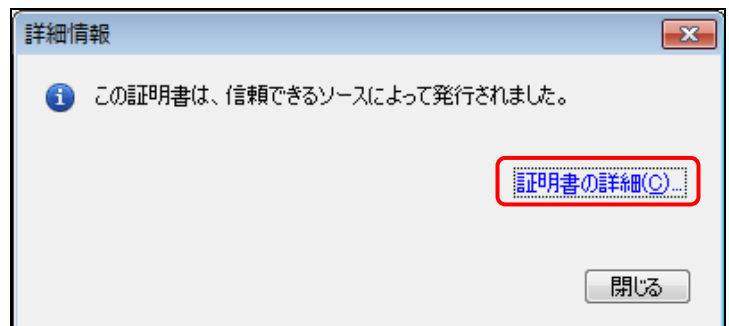 詳細情報
この証明書は、信頼できるソースによって発行されました。
証明書の詳細(C)...
閉じる